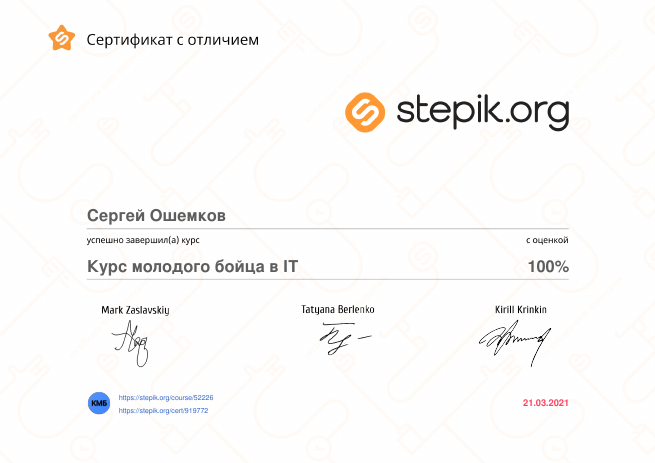 Сертификат с отличием
stepik.org
Сергей Ошемков
успешно завершил(а) курс с оценкой
Курс молодого бойца в IT 100%
Mark Zaslavskiy Tatyana Berlenko Kirill Krinkin
КМБ https://stepik.org/course/52226
https://stepik.org/cert/919772
21.03.2021